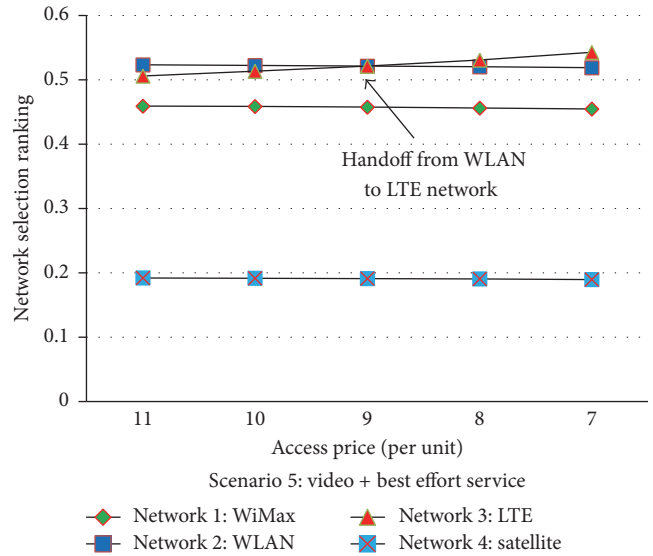 0.6
0.5
0.4
0.3
0.2
0.1
0
Network selection ranking
Handoff from WLAN
to LTE network
11 10 9 8 7
Access price (per unit)
Scenario 5: video + best effort service
Network 1: WiMax
Network 2: WLAN
Network 3: LTE
Network 4: satellite